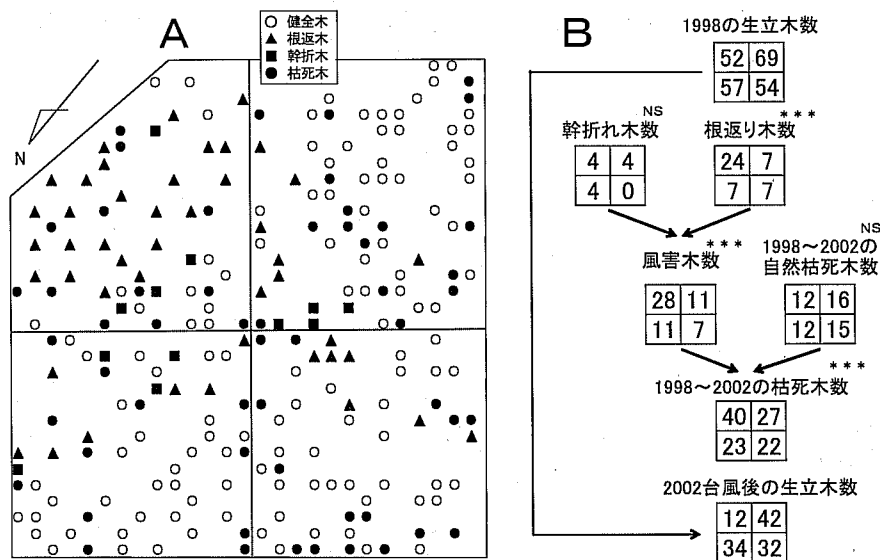 A
○ 健全木
▲ 根返木
■ 幹折木
● 枯死木
N
B
1998の生立木数
52 69
57 54
幹折れ木数 NS
4 4
4 0
根返り木数 ***
24 7
7 7
風害木数 ***
28 11
11 7
1998～2002の NS
自然枯死木数
12 16
12 15
1998～2002の枯死木数 ***
40 27
23 22
2002台風後の生立木数
12 42
34 32